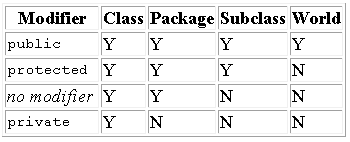 Modifier Class Package Subclass World
public Y Y Y Y
protected Y Y Y N
no modifier Y Y N N
private Y N N N